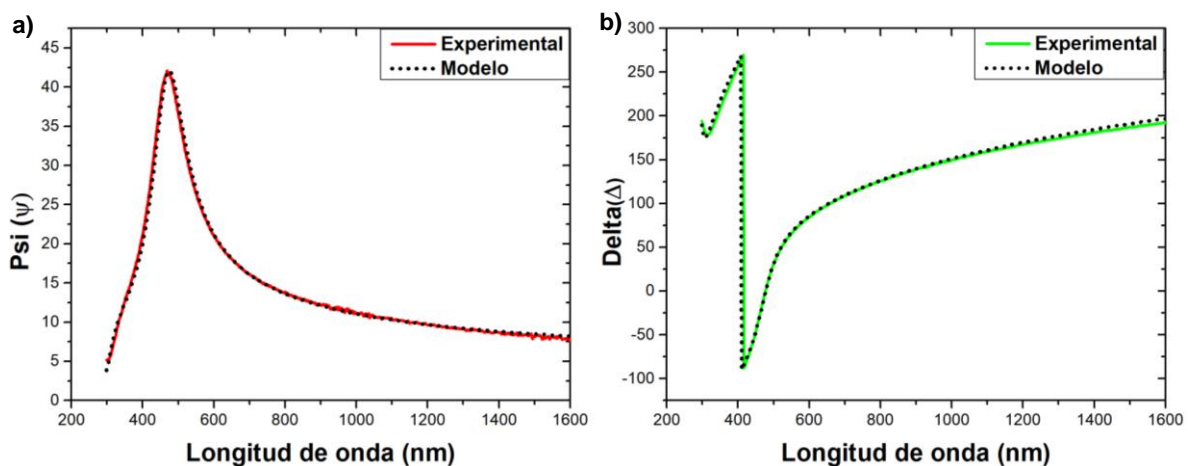 a)
Psi (ψ)
45
40
35
30
25
20
15
10
5
0
200 400 600 800 1000 1200 1400 1600
Longitud de onda (nm)
Experimental
Modelo
b)
Delta(Δ)
300
250
200
150
100
50
0
-50
-100
200 400 600 800 1000 1200 1400 1600
Longitud de onda (nm)
Experimental
Modelo